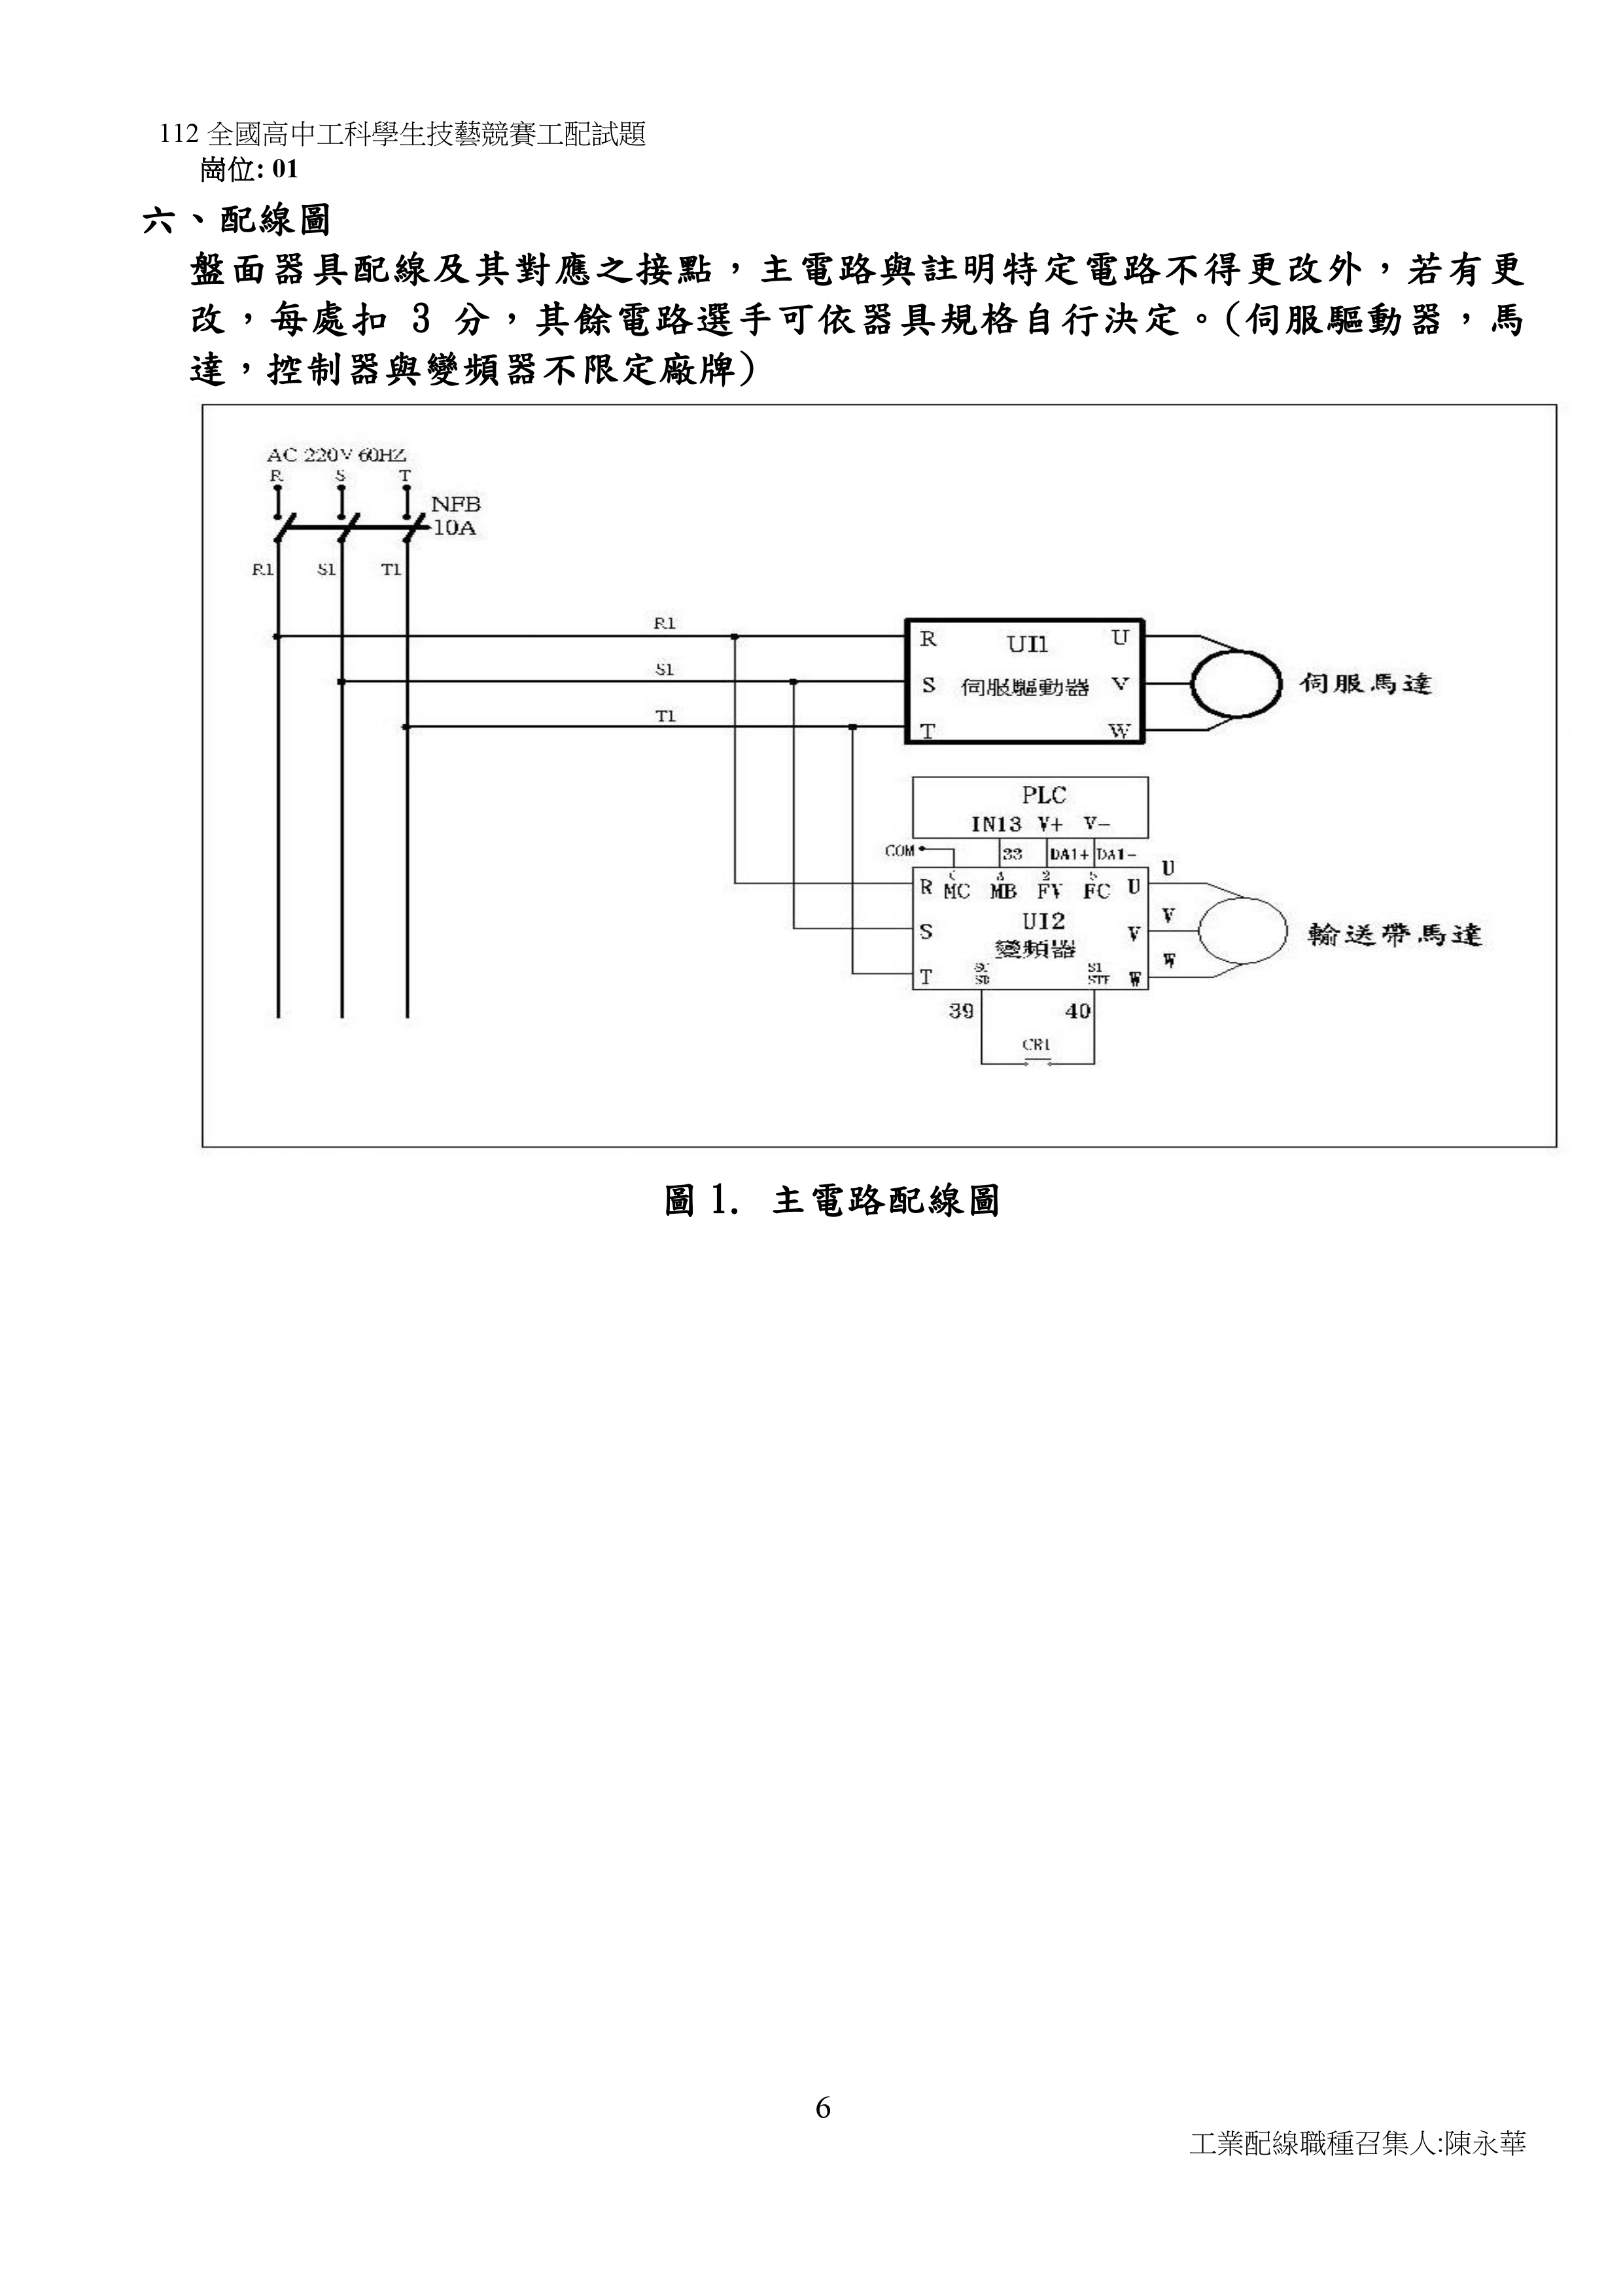 112 全國高中工科學生技藝競賽工配試題
崗位: 01
六、配線圖
盤面器具配線及其對應之接點，主電路與註明特定電路不得更改外，若有更
改，每處扣 3 分，其餘電路選手可依器具規格自行決定。(伺服驅動器，馬
達，控制器與變頻器不限定廠牌)
AC 220V 60HZ
R S T
NFB
10A
R1 S1 T1
R1
R UI1 U
S1
S 伺服驅動器 V 伺服馬達
T1
T W
PLC
IN13 V+ V-
COM 33 DA1+ DA1-
U
R MC MB FV FC U
UI2 V
S 變頻器 V 輸送帶馬達
W
S1
T SD STF W
39 40
CR1
圖 1. 主電路配線圖
6
工業配線職種召集人:陳永華